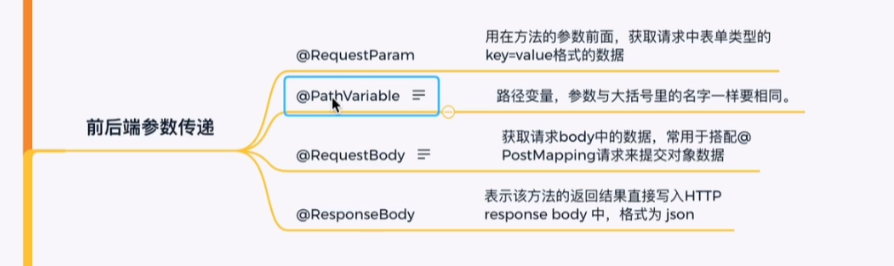 前后端参数传递
@RequestParam
用在方法的参数前面，获取请求中表单类型的
key=value格式的数据
@PathVariable
路径变量，参数与大括号里的名字一样要相同。
@RequestBody
获取请求body中的数据，常用于搭配@
PostMapping请求来提交对象数据
@ResponseBody
表示该方法的返回结果直接写入HTTP
response body 中，格式为 json